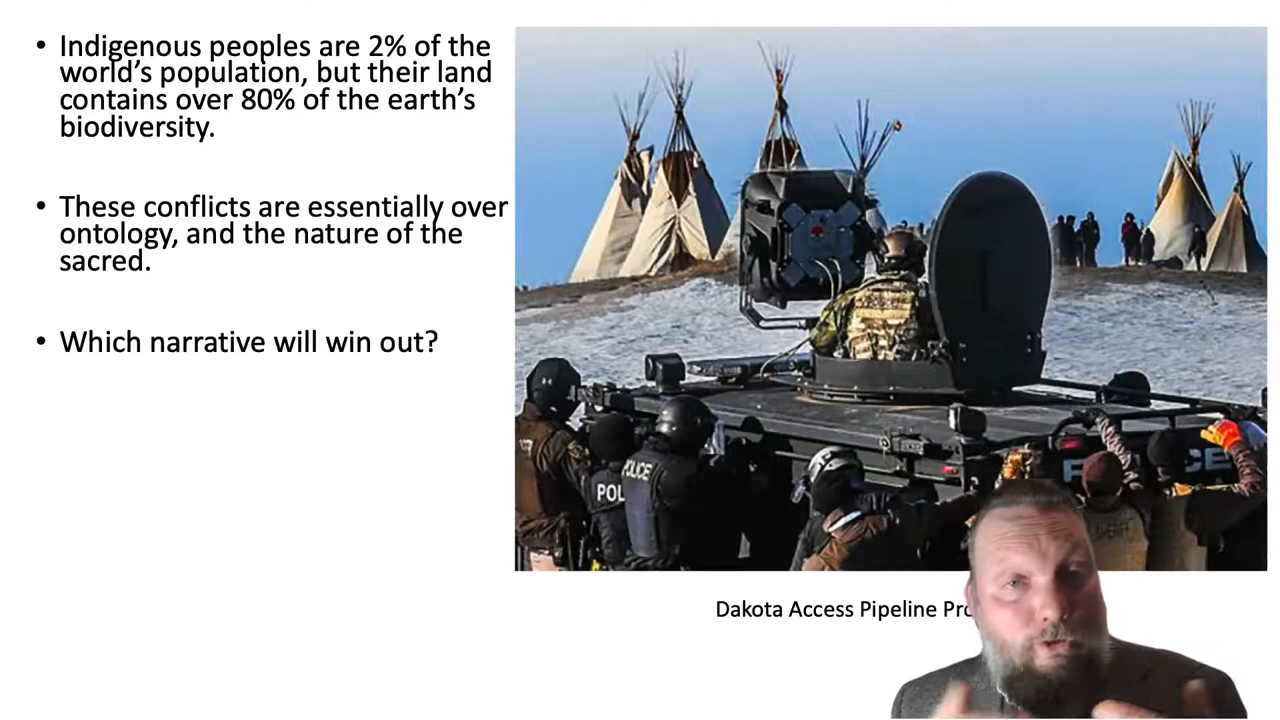 • Indigenous peoples are 2% of the
world's population, but their land
contains over 80% of the earth's
biodiversity.
• These conflicts are essentially over
ontology, and the nature of the
sacred.
• Which narrative will win out?
POLICE
POL
SHERIFF
Dakota Access Pipeline